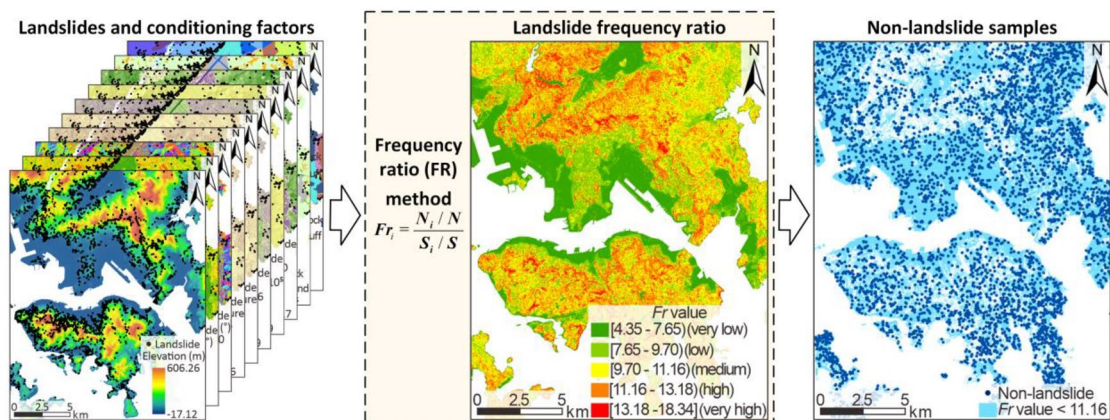 Landslides and conditioning factors
N
Landslide
Elevation (m)
606.26
-17.12
0 2.5 5
km
Frequency
ratio (FR)
method
Fr_i = (N_i / N) / (S_i / S)
Landslide frequency ratio
N
Fr value
[4.35 - 7.65)(very low)
[7.65 - 9.70)(low)
[9.70 - 11.16)(medium)
[11.16 - 13.18)(high)
[13.18 -18.34](very high)
0 2.5 5
km
Non-landslide samples
N
Non-landslide
Fr value < 11.16
0 2.5 5
km